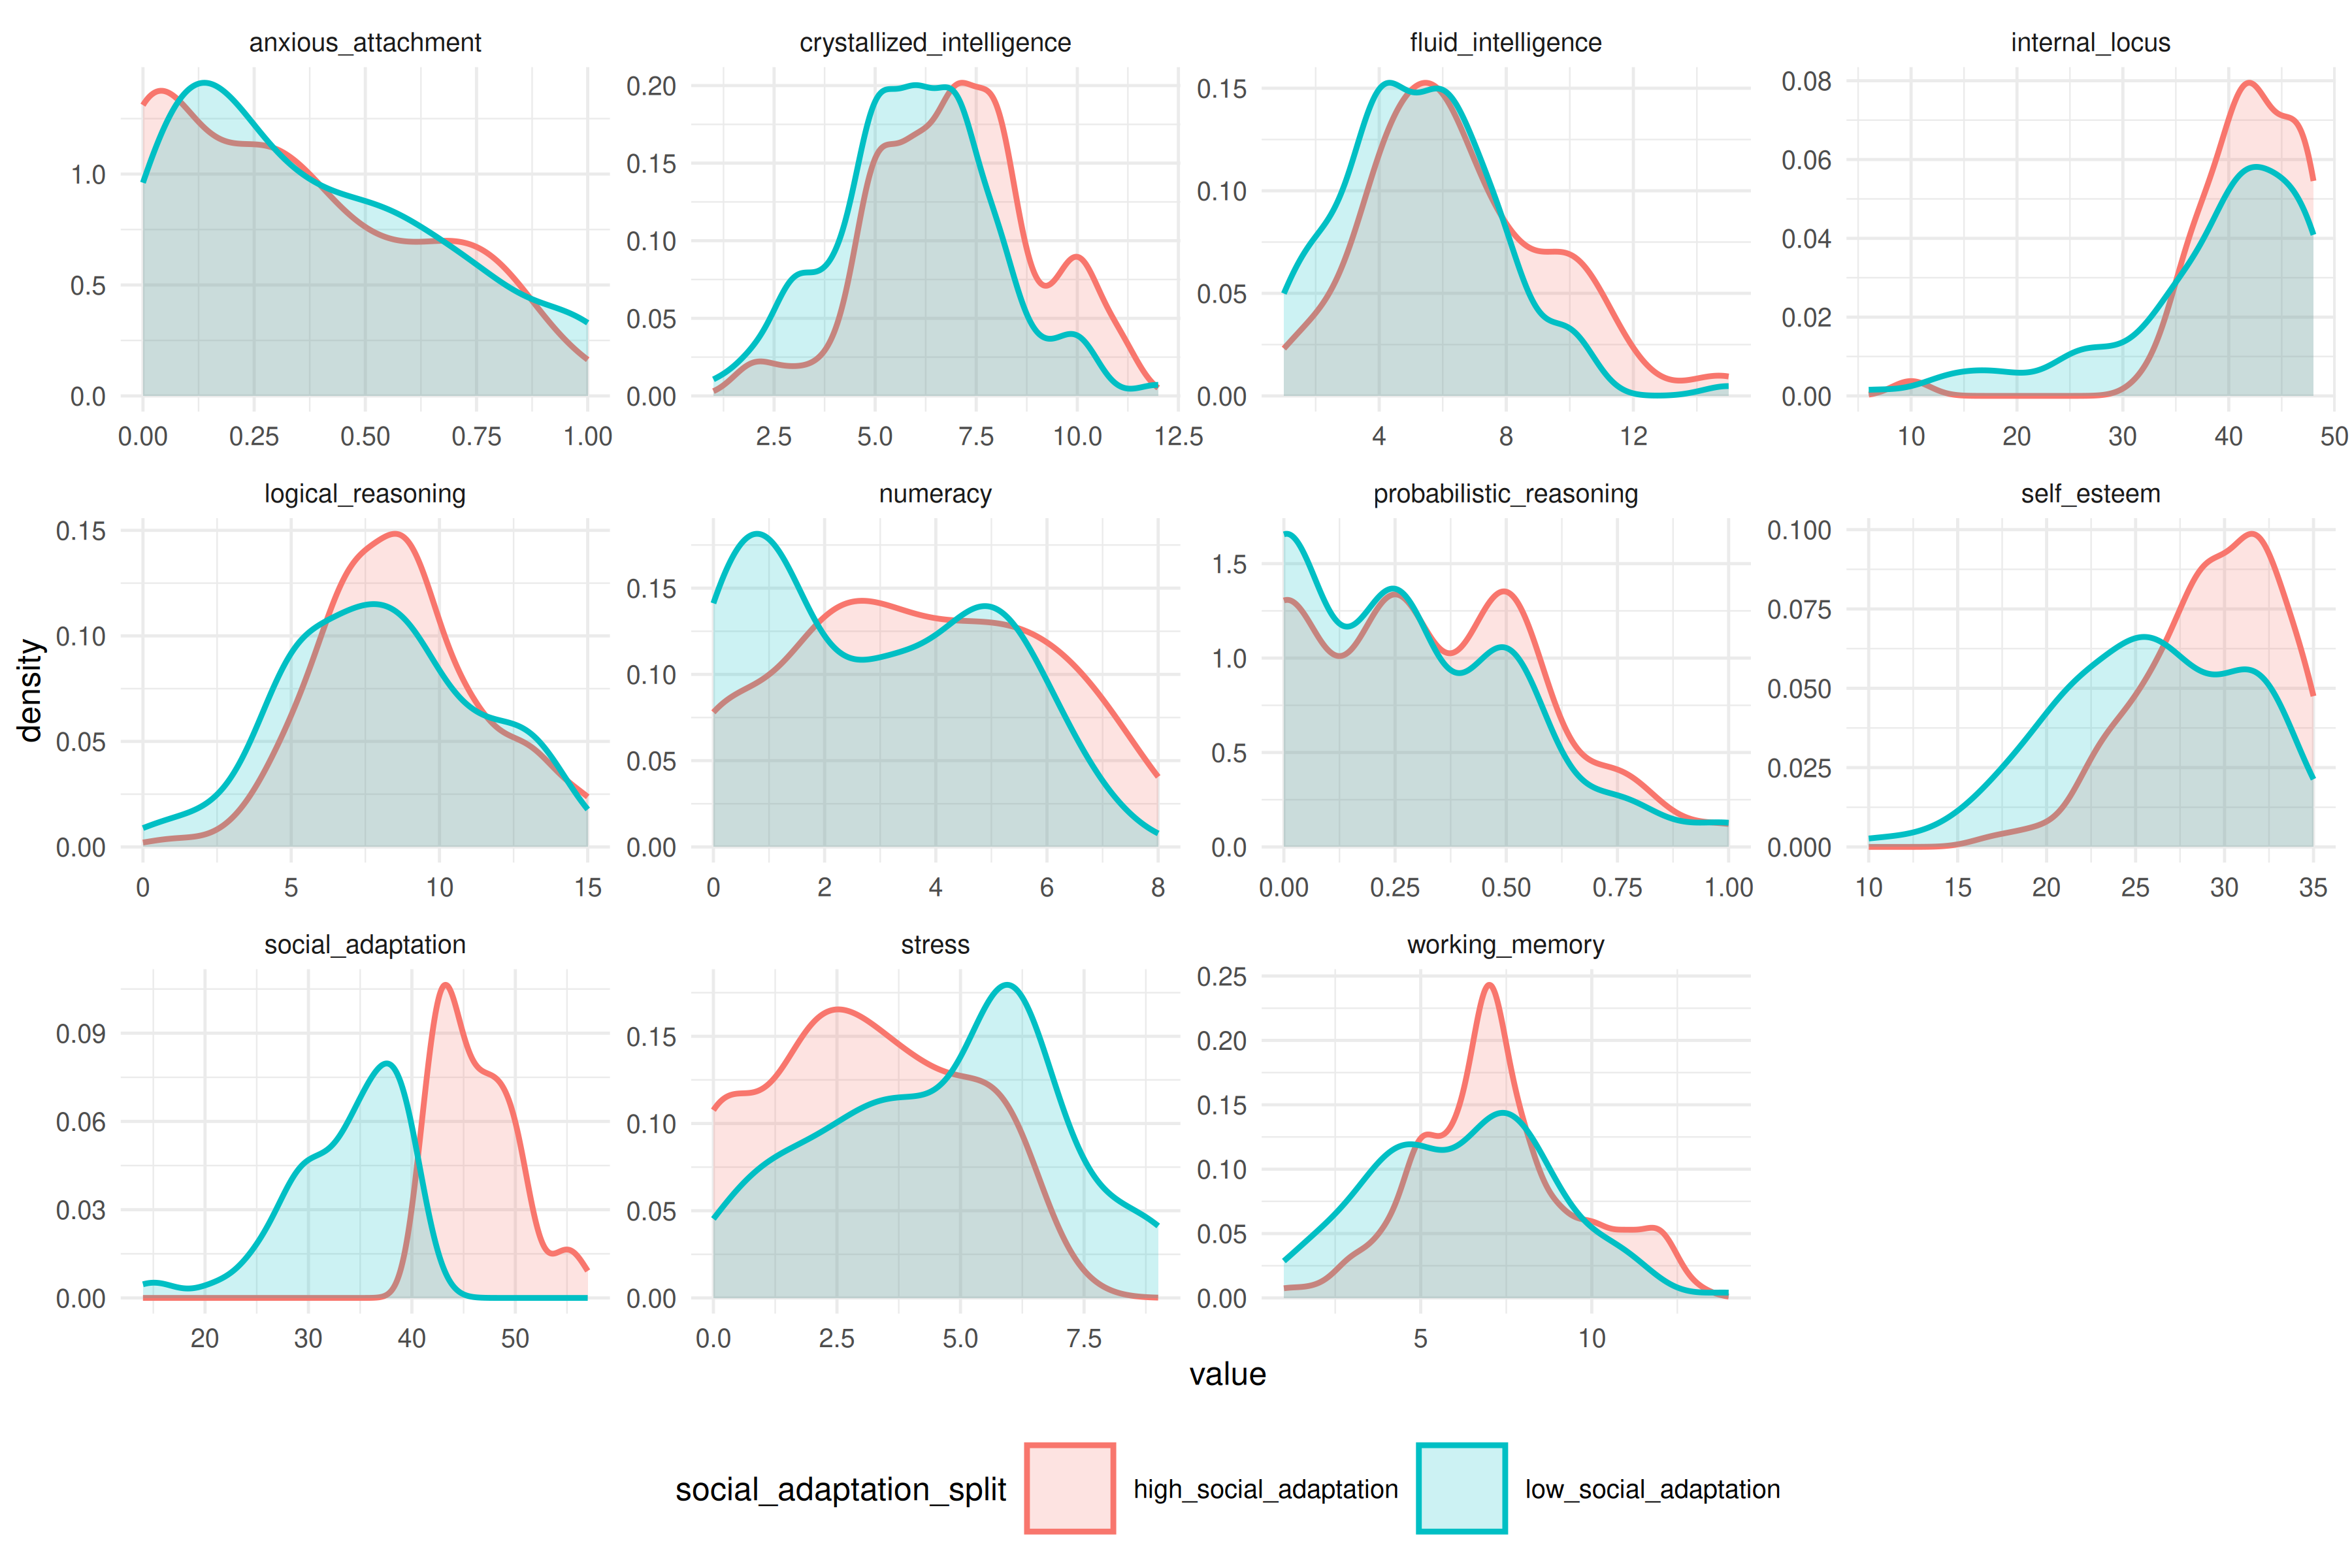 anxious_attachment crystallized_intelligence fluid_intelligence internal_locus
0.0 0.5 1.0 0.00 0.05 0.10 0.15 0.20 0.00 0.05 0.10 0.15 0.00 0.02 0.04 0.06 0.08
0.00 0.25 0.50 0.75 1.00 2.5 5.0 7.5 10.0 12.5 4 8 12 10 20 30 40 50
logical_reasoning numeracy probabilistic_reasoning self_esteem
0.00 0.05 0.10 0.15 0.00 0.05 0.10 0.15 0.0 0.5 1.0 1.5 0.000 0.025 0.050 0.075 0.100
0 5 10 15 0 2 4 6 8 0.00 0.25 0.50 0.75 1.00 10 15 20 25 30 35
density
social_adaptation stress working_memory
0.00 0.03 0.06 0.09 0.00 0.05 0.10 0.15 0.00 0.05 0.10 0.15 0.20 0.25
20 30 40 50 0.0 2.5 5.0 7.5 5 10
value
social_adaptation_split high_social_adaptation low_social_adaptation